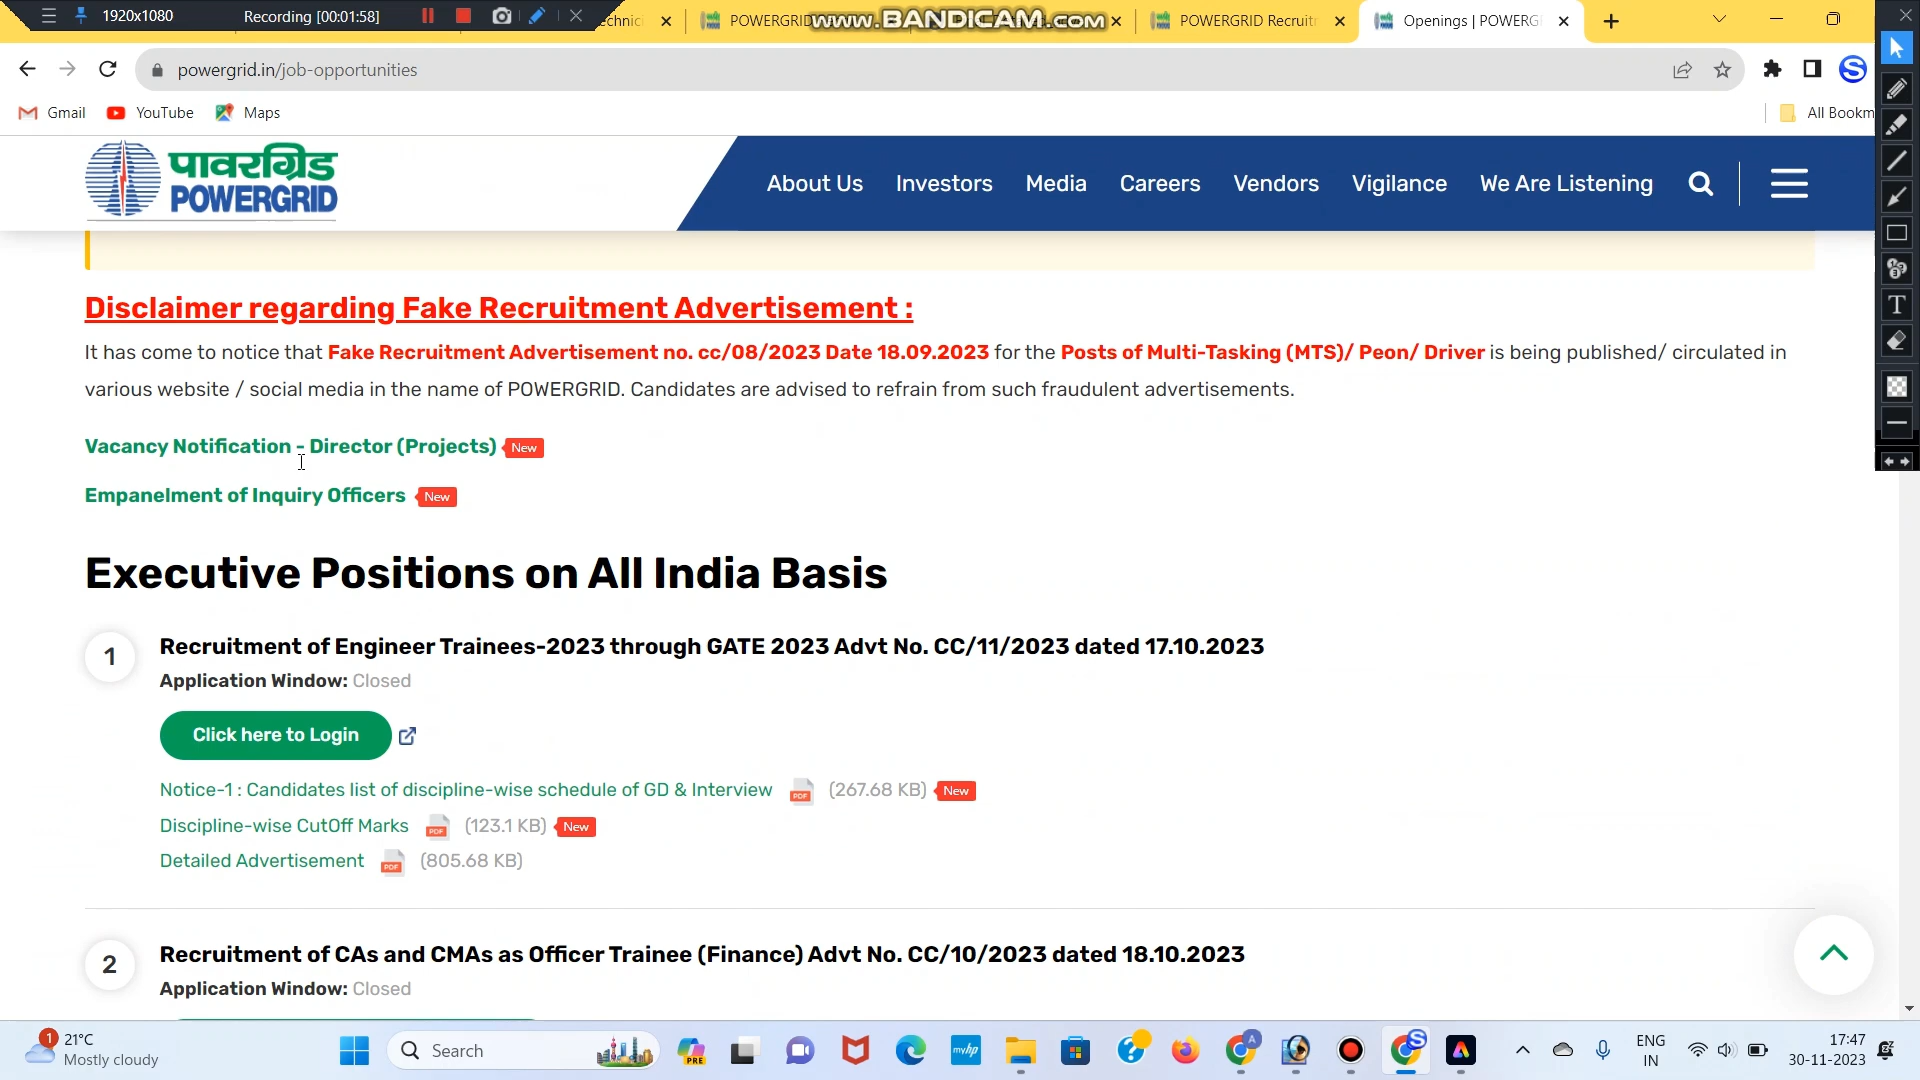 1920x1080 Recording [00:01:58]
www.BANDICAM.com
POWERGRID
POWERGRID Recruit
Openings | POWERG
powergrid.in/job-opportunities
Gmail YouTube Maps All Bookm
पावरग्रिड
POWERGRID
About Us Investors Media Careers Vendors Vigilance We Are Listening
Disclaimer regarding Fake Recruitment Advertisement :
It has come to notice that Fake Recruitment Advertisement no. cc/08/2023 Date 18.09.2023 for the Posts of Multi-Tasking (MTS)/ Peon/ Driver is being published/ circulated in
various website / social media in the name of POWERGRID. Candidates are advised to refrain from such fraudulent advertisements.
Vacancy Notification - Director (Projects) New
Empanelment of Inquiry Officers New
Executive Positions on All India Basis
1 Recruitment of Engineer Trainees-2023 through GATE 2023 Advt No. CC/11/2023 dated 17.10.2023
Application Window: Closed
Click here to Login
Notice-1 : Candidates list of discipline-wise schedule of GD & Interview PDF (267.68 KB) New
Discipline-wise CutOff Marks PDF (123.1 KB) New
Detailed Advertisement PDF (805.68 KB)
2 Recruitment of CAs and CMAs as Officer Trainee (Finance) Advt No. CC/10/2023 dated 18.10.2023
Application Window: Closed
1 21°C
Mostly cloudy
Search
PRE
myhp
ENG
IN
17:47
30-11-2023